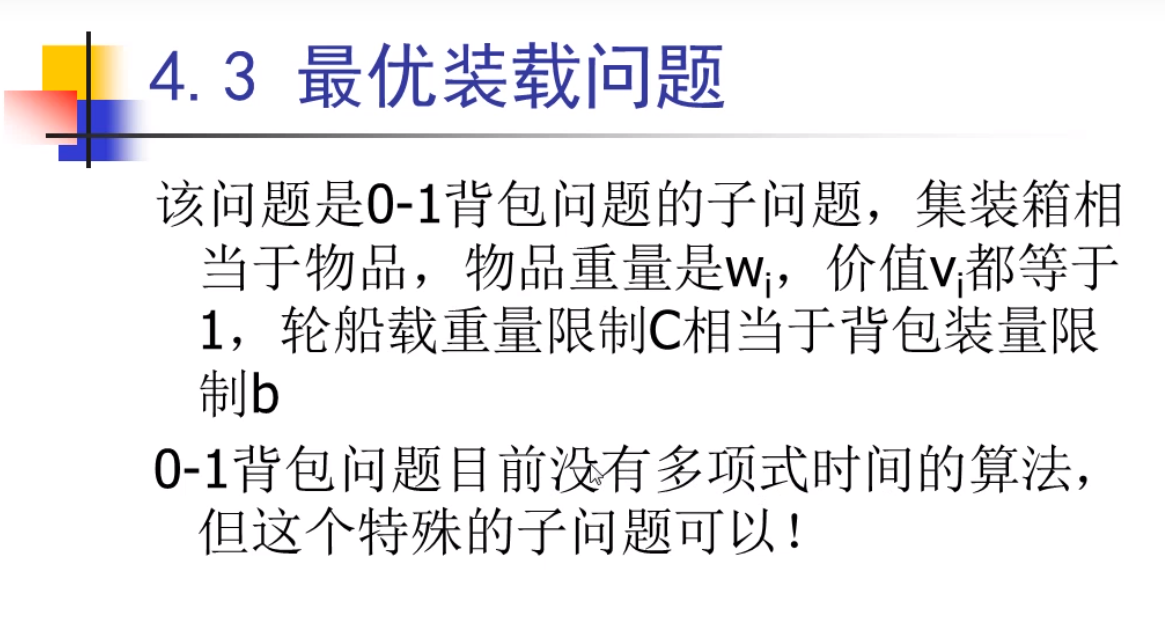 4.3 最优装载问题
该问题是0-1背包问题的子问题，集装箱相
当于物品，物品重量是wi，价值vi都等于
1，轮船载重量限制C相当于背包装量限
制b
0-1背包问题目前没有多项式时间的算法，
但这个特殊的子问题可以！